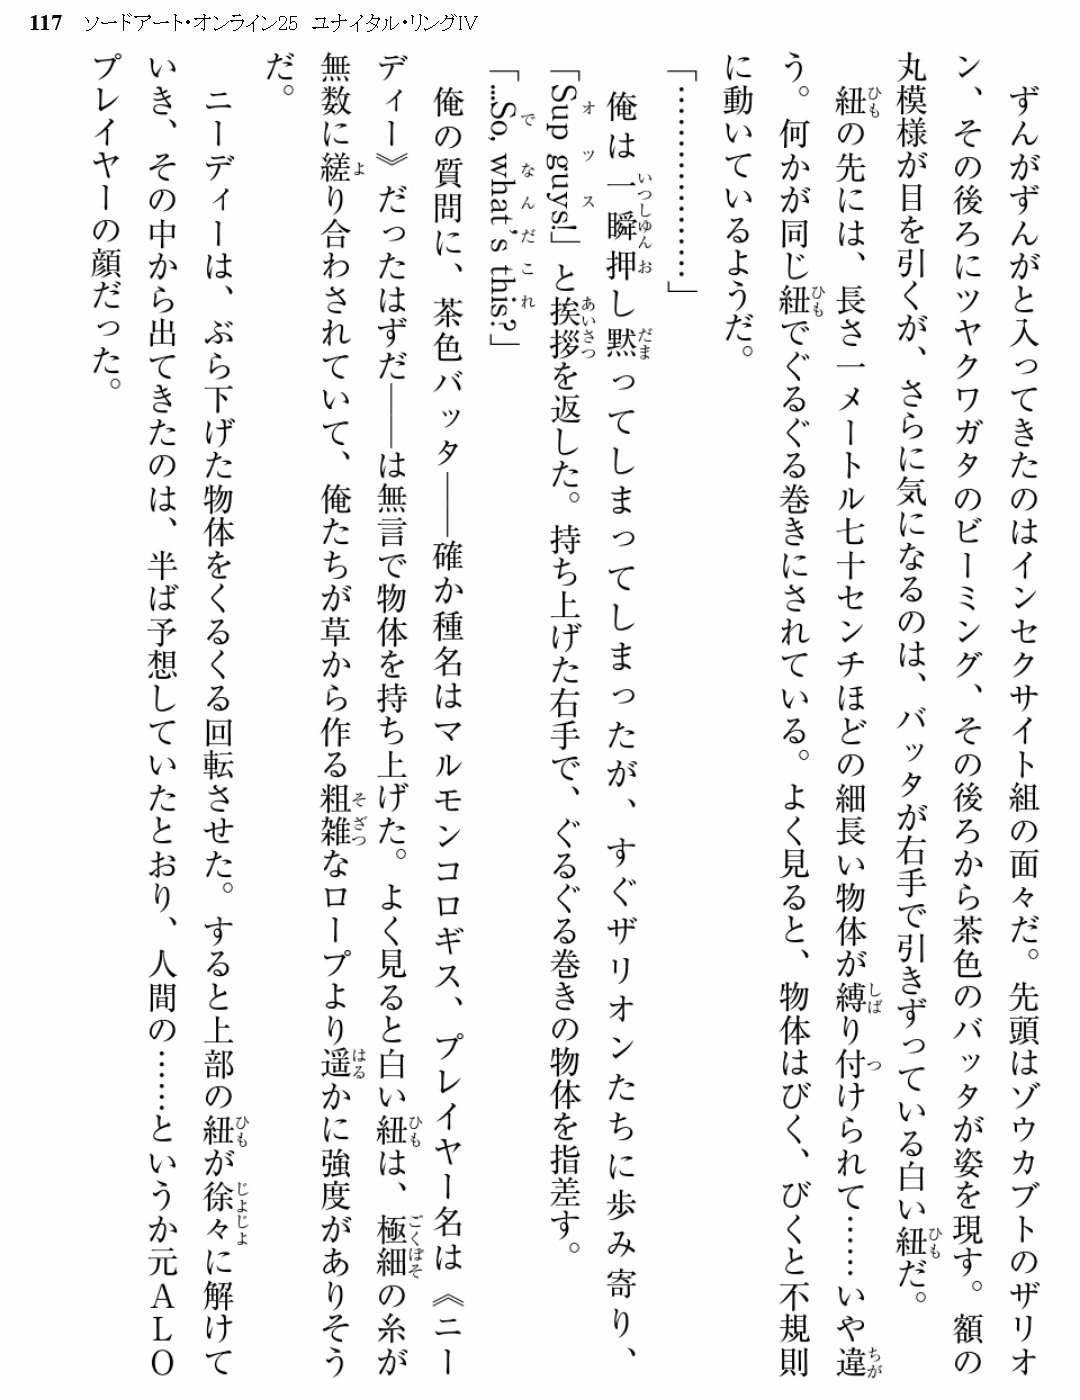 117 ソードアート・オンライン25 ユナイタル・リングIV
ずんがずんがと入ってきたのはインセクサイト組の面々だ。先頭はゾウカブトのザリオ
ン、その後ろにツヤクワガタのビーミング、その後ろから茶色のバッタが姿を現す。額の
丸模様が目を引くが、さらに気になるのは、バッタが右手で引きずっている白い紐だ。
紐の先には、長さ一メートル七十センチほどの細長い物体が縛り付けられて……いや違
う。何かが同じ紐でぐるぐる巻きにされている。よく見ると、物体はびく、びくと不規則
に動いているようだ。
「………………」
俺は一瞬押し黙ってしまってしまったが、すぐザリオンたちに歩み寄り、
「Sup guys!」と挨拶を返した。持ち上げた右手で、ぐるぐる巻きの物体を指差す。
「…So, what's this?」
俺の質問に、茶色バッタ――確か種名はマルモンコロギス、プレイヤー名は《ニー
ディー》だったはずだ――は無言で物体を持ち上げた。よく見ると白い紐は、極細の糸が
無数に縒り合わされていて、俺たちが草から作る粗雑なロープより遥かに強度がありそう
だ。
ニーディーは、ぶら下げた物体をくるくる回転させた。すると上部の紐が徐々に解けて
いき、その中から出てきたのは、半ば予想していたとおり、人間の……というか元ALO
プレイヤーの顔だった。